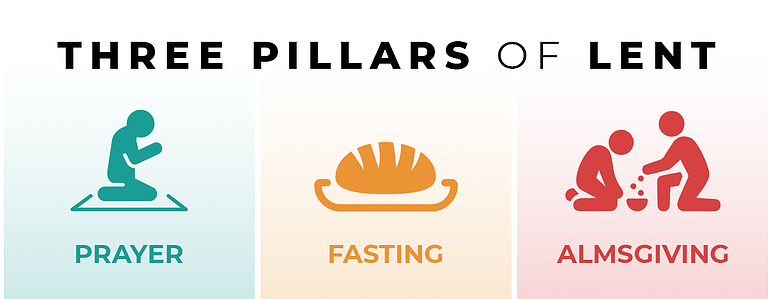 THREE PILLARS OF LENT
PRAYER
FASTING
ALMSGIVING